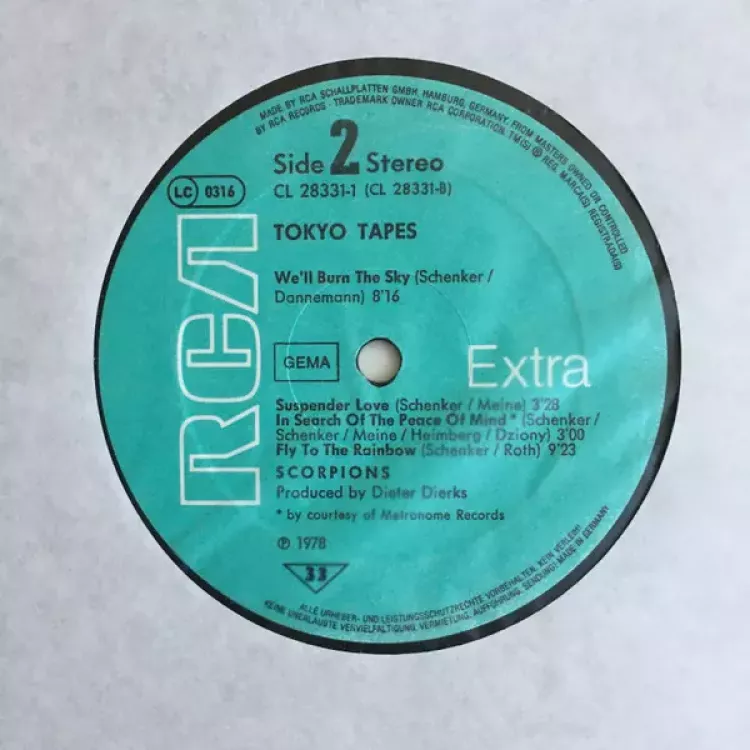 MADE BY RCA SCHALLPLATTEN GMBH, HAMBURG, GERMANY, FROM MASTERS OWNED OR CONTROLLED
BY RCA RECORDS · TRADEMARK OWNER RCA CORPORATION, TM(S) ® REG. MARCA(S) REGISTRADA(S)
Side 2 Stereo
CL 28331-1 (CL 28331-B)
LC 0316
TOKYO TAPES
RCA
We'll Burn The Sky (Schenker /
Dannemann) 8'16
GEMA
Extra
Suspender Love (Schenker / Meine) 3'28
In Search Of The Peace Of Mind * (Schenker /
Schenker / Meine / Heimberg / Dziony) 3'00
Fly To The Rainbow (Schenker / Roth) 9'23
SCORPIONS
Produced by Dieter Dierks
* by courtesy of Metronome Records
℗ 1978
33
ALLE URHEBER- UND LEISTUNGSSCHUTZRECHTE VORBEHALTEN. KEIN VERLEIH!
KEINE UNERLAUBTE VERVIELFÄLTIGUNG, VERMIETUNG, AUFFÜHRUNG, SENDUNG! MADE IN GERMANY